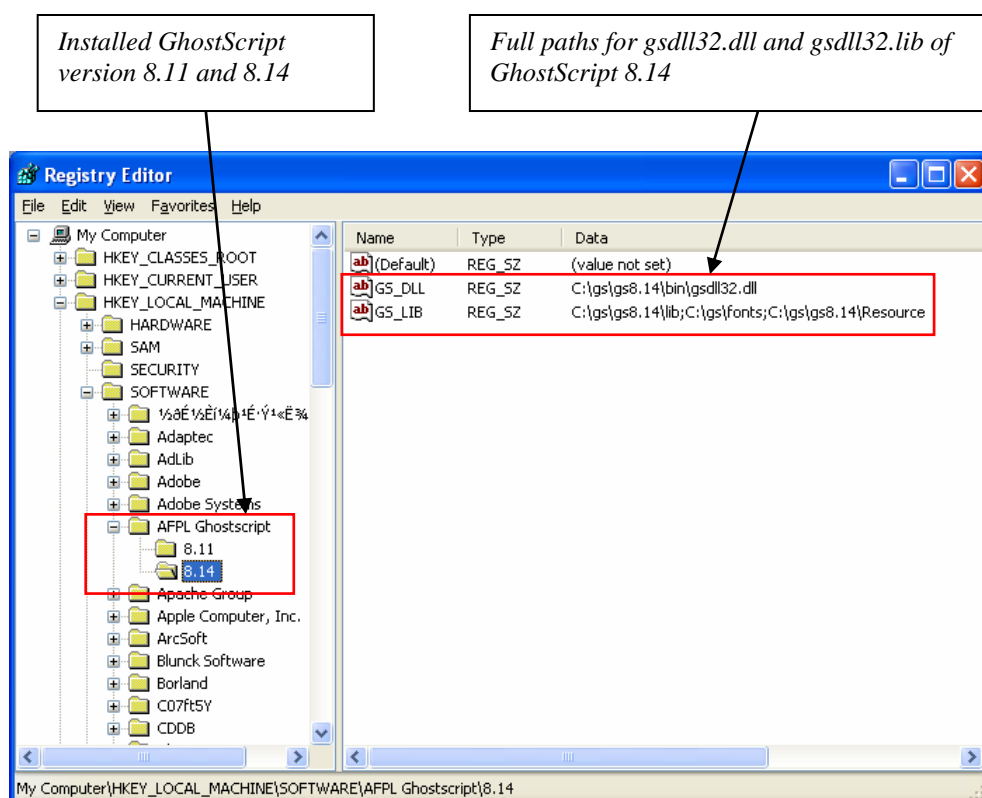 Installed GhostScript
version 8.11 and 8.14
Full paths for gsdll32.dll and gsdll32.lib of
GhostScript 8.14
Registry Editor
File Edit View Favorites Help
My Computer
HKEY_CLASSES_ROOT
HKEY_CURRENT_USER
HKEY_LOCAL_MACHINE
HARDWARE
SAM
SECURITY
SOFTWARE
Adaptec
AdLib
Adobe
Adobe Systems
AFPL Ghostscript
8.11
8.14
Apache Group
Apple Computer, Inc.
ArcSoft
Blunck Software
Borland
C07ft5Y
CDDB
Name Type Data
ab (Default) REG_SZ (value not set)
ab GS_DLL REG_SZ C:\gs\gs8.14\bin\gsdll32.dll
ab GS_LIB REG_SZ C:\gs\gs8.14\lib;C:\gs\fonts;C:\gs\gs8.14\Resource
My Computer\HKEY_LOCAL_MACHINE\SOFTWARE\AFPL Ghostscript\8.14